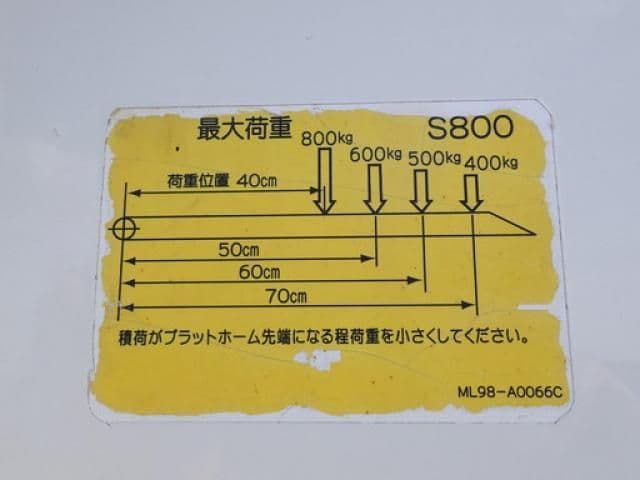 最大荷重 S800
800kg
600kg 500kg 400kg
荷重位置 40cm
50cm
60cm
70cm
積荷がプラットホーム先端になる程荷重を小さくしてください。
ML98-A0066C